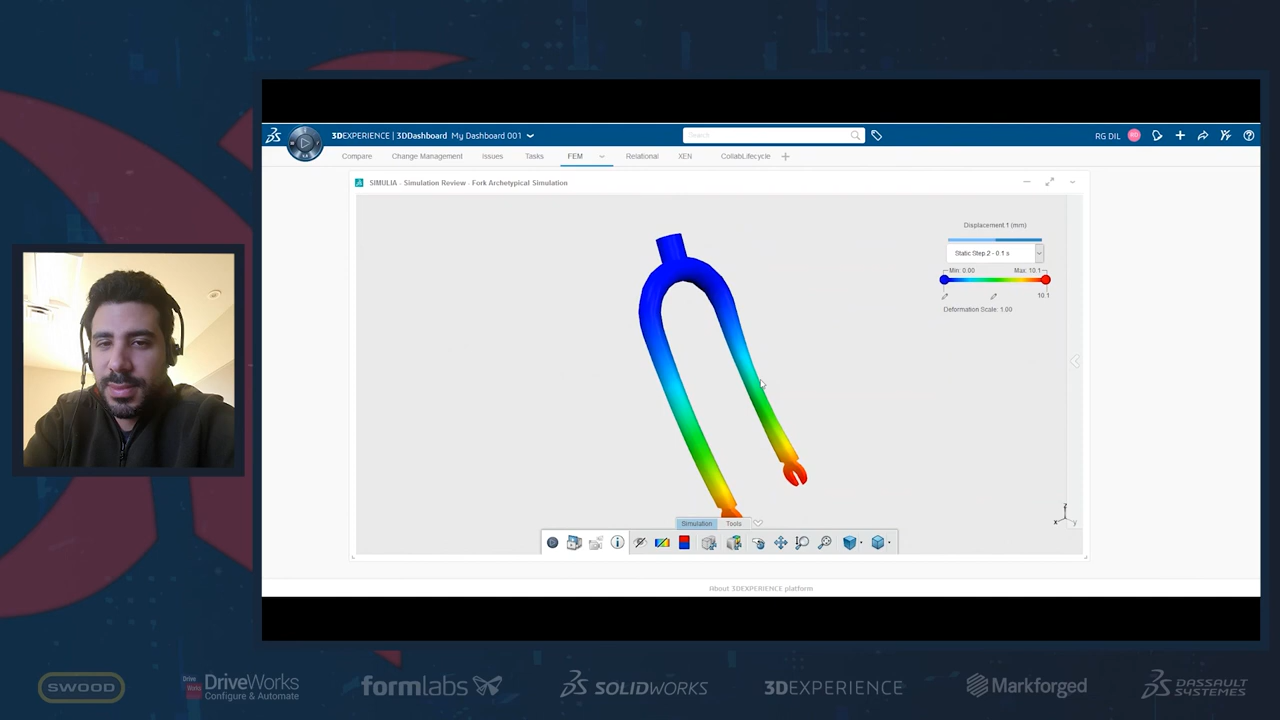 3DEXPERIENCE | 3DDashboard My Dashboard 001
Search
RG DIL
Compare Change Management Issues Tasks FEM Relational XEN CollabLifecycle
SIMULIA - Simulation Review - Fork Archetypical Simulation
Displacement.1 (mm)
Static Step.2 - 0.1 s
Min: 0.00 Max: 10.1
10.1
Deformation Scale: 1.00
z
x
y
Simulation Tools
About 3DEXPERIENCE platform
SWOOD
Drive Works
DriveWorks
Configure & Automate
formlabs
SOLIDWORKS
3DEXPERIENCE
Markforged
DASSAULT
SYSTEMES